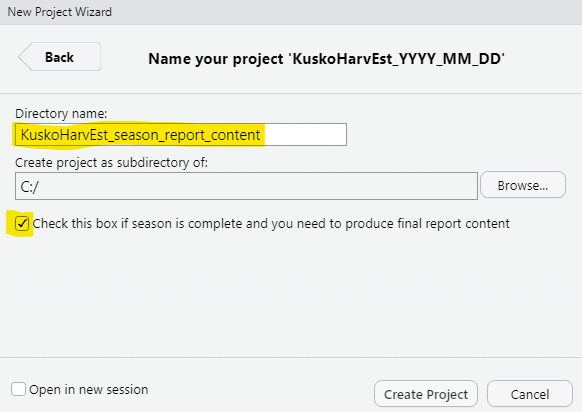 New Project Wizard
Back
Name your project 'KuskoHarvEst_YYYY_MM_DD'
Directory name:
KuskoHarvEst_season_report_content
Create project as subdirectory of:
C:/
Browse...
Check this box if season is complete and you need to produce final report content
Open in new session
Create Project
Cancel